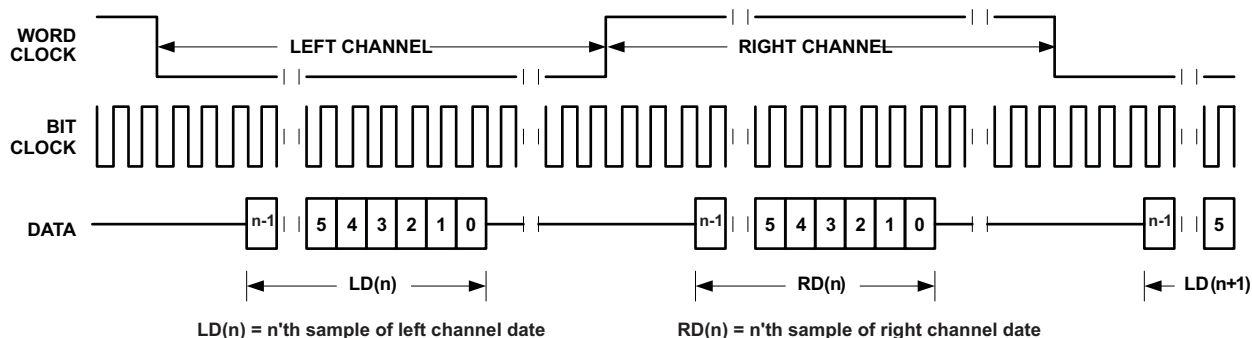 WORD
CLOCK
LEFT CHANNEL
RIGHT CHANNEL
BIT
CLOCK
DATA
n-1 5 4 3 2 1 0 n-1 5 4 3 2 1 0 n-1 5
LD(n) RD(n) LD(n+1)
LD(n) = n'th sample of left channel date
RD(n) = n'th sample of right channel date